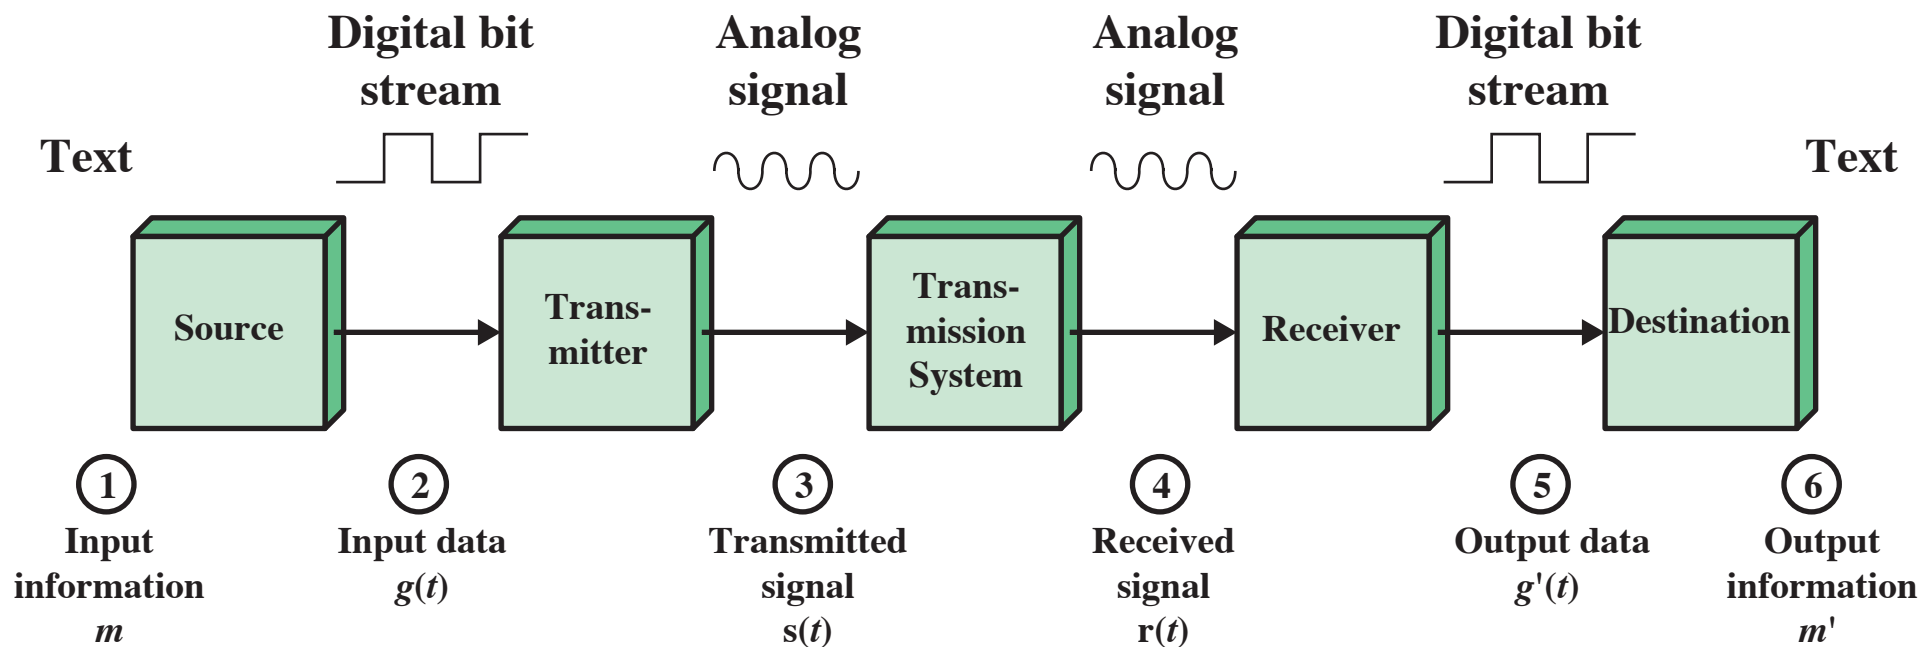 Digital bit
stream
Analog
signal
Analog
signal
Digital bit
stream
Text
Text
Source
Trans-
mitter
Trans-
mission
System
Receiver
Destination
1
Input
information
m
2
Input data
g(t)
3
Transmitted
signal
s(t)
4
Received
signal
r(t)
5
Output data
g'(t)
6
Output
information
m'